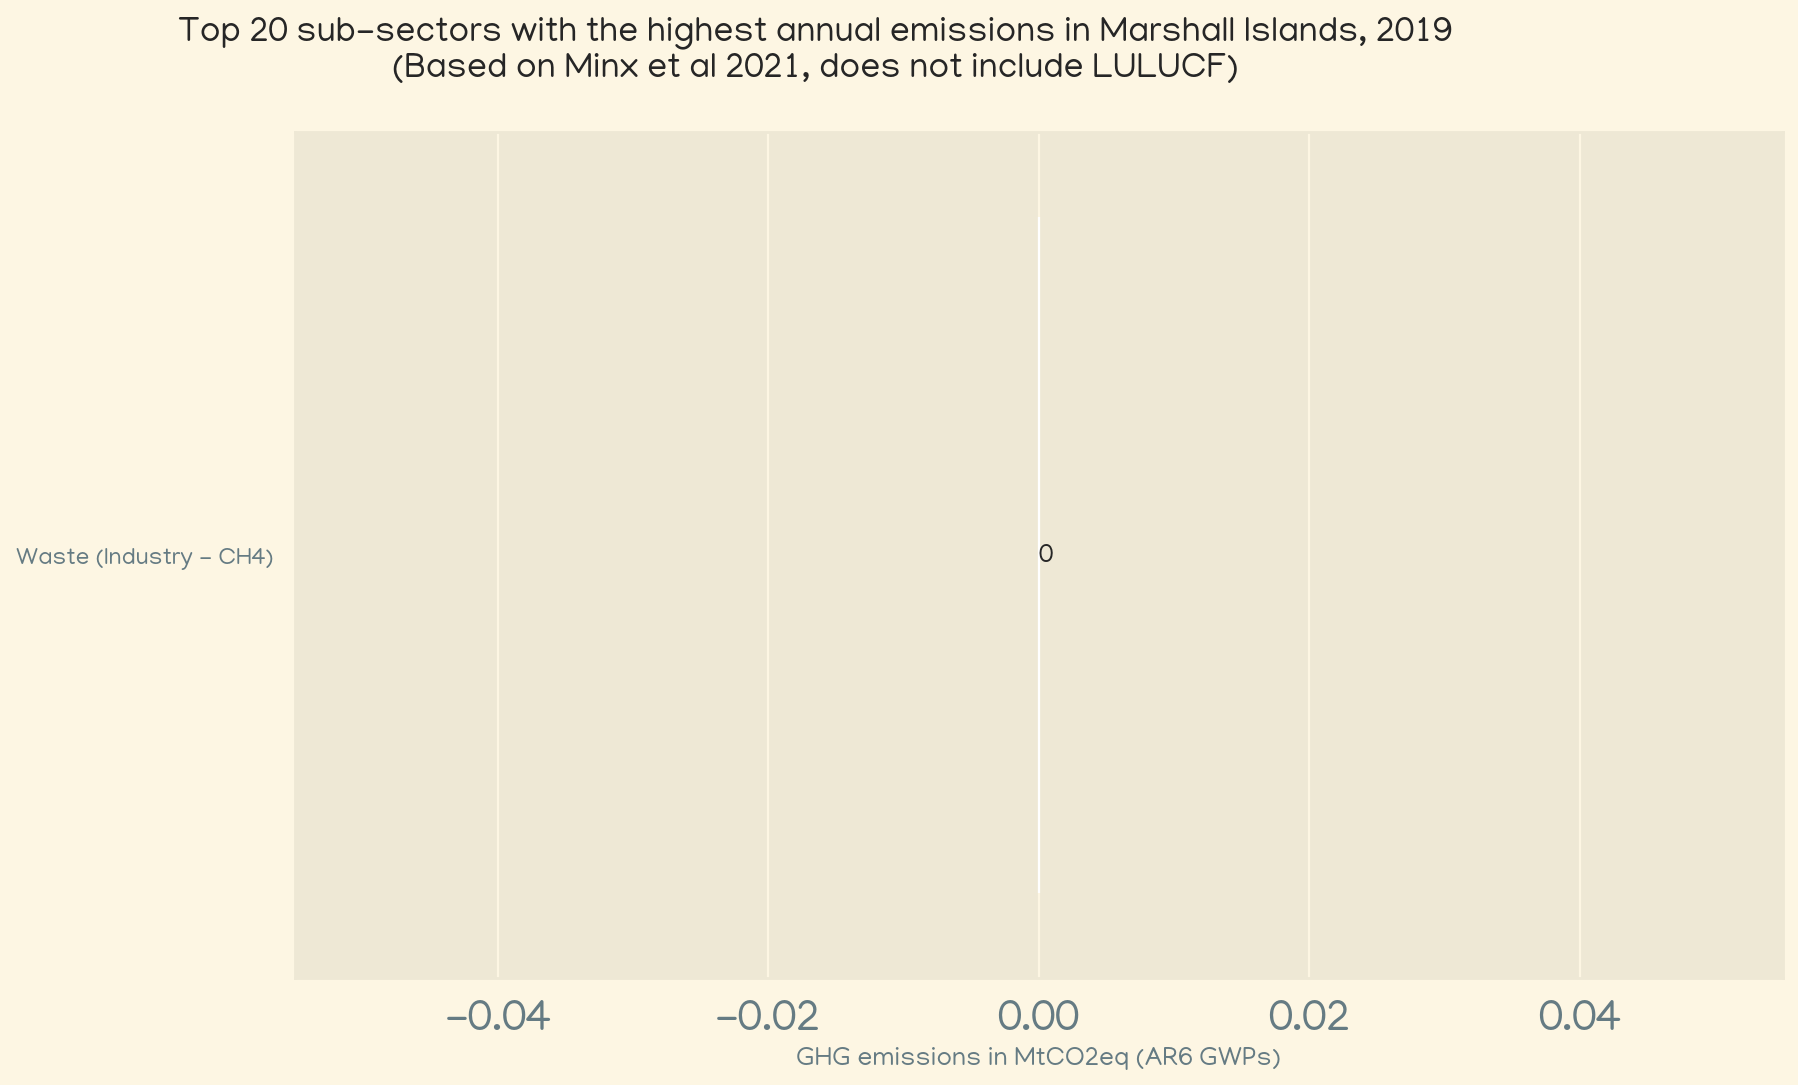 Top 20 sub-sectors with the highest annual emissions in Marshall Islands, 2019
(Based on Minx et al 2021, does not include LULUCF)
Waste (Industry - CH4)
0
-0.04
-0.02
0.00
0.02
0.04
GHG emissions in MtCO2eq (AR6 GWPs)